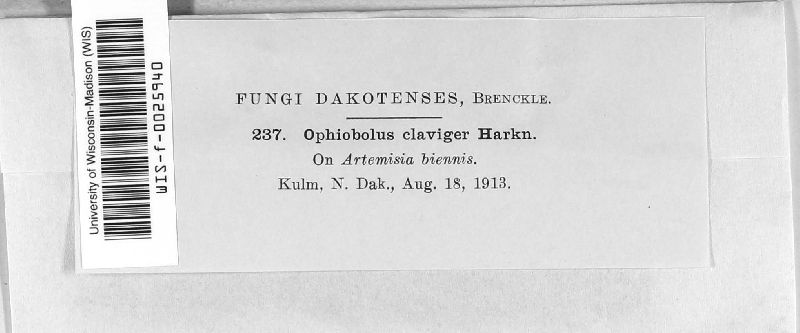 University of Wisconsin-Madison (WIS)
WIS-f-0025940
FUNGI DAKOTENSES, BRENCKLE.
237. Ophiobolus claviger Harkn.
On Artemisia biennis.
Kulm, N. Dak., Aug. 18, 1913.